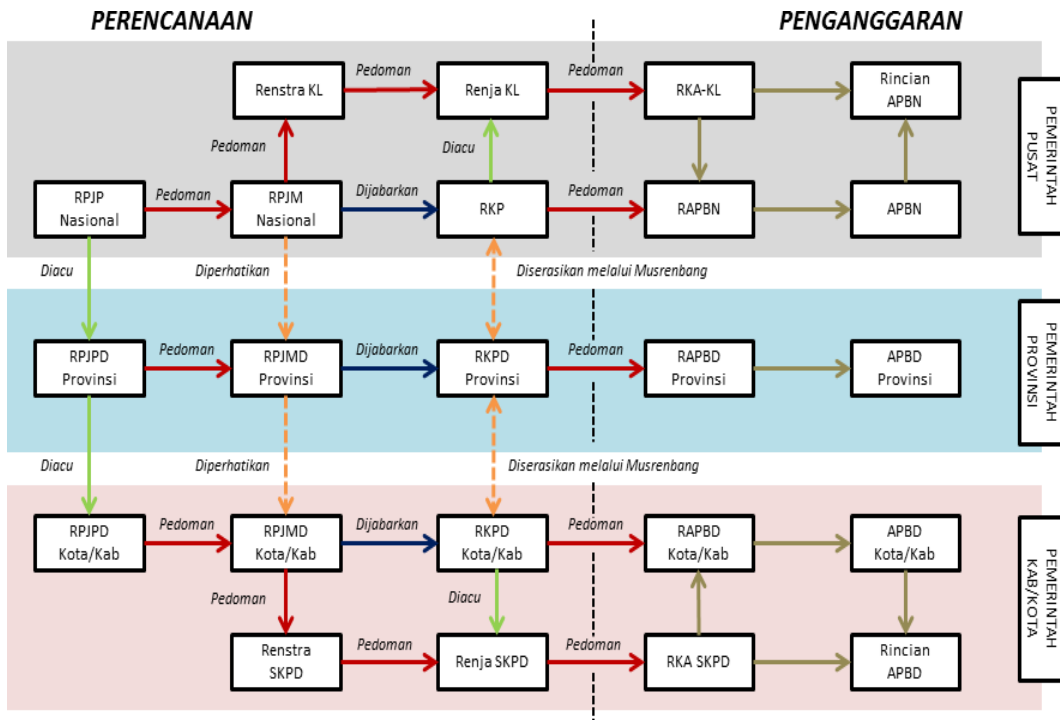 PERENCANAAN
PENGANGGARAN
Pedoman
Pedoman
Renstra KL
Renja KL
RKA-KL
Rincian
APBN
Pedoman
Diacu
RPJP
Nasional
Pedoman
RPJM
Nasional
Dijabarkan
RKP
Pedoman
RAPBN
APBN
PEMERINTAH
PUSAT
Diacu
Diperhatikan
Diserasikan melalui Musrenbang
RPJPD
Provinsi
Pedoman
RPJMD
Provinsi
Dijabarkan
RKPD
Provinsi
Pedoman
RAPBD
Provinsi
APBD
Provinsi
PEMERINTAH
PROVINSI
Diacu
Diperhatikan
Diserasikan melalui Musrenbang
RPJPD
Kota/Kab
Pedoman
RPJMD
Kota/Kab
Dijabarkan
RKPD
Kota/Kab
Pedoman
RAPBD
Kota/Kab
APBD
Kota/Kab
Pedoman
Diacu
Renstra
SKPD
Pedoman
Renja SKPD
Pedoman
RKA SKPD
Rincian
APBD
PEMERINTAH
KAB/KOTA